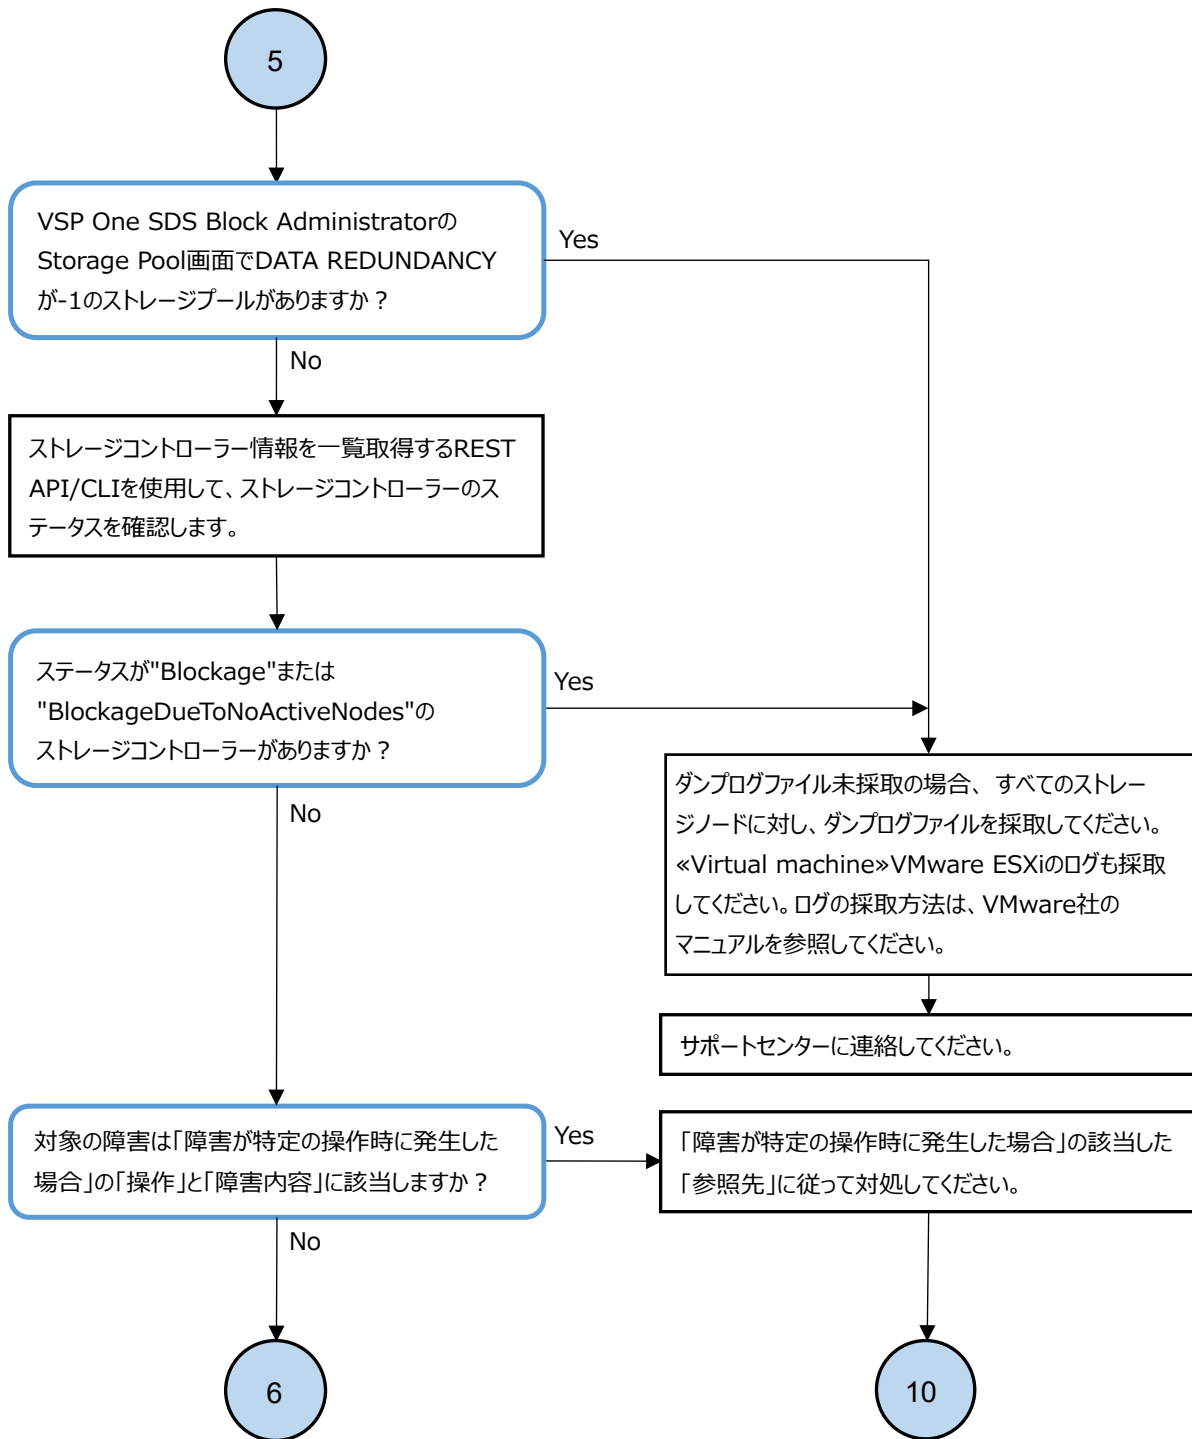 5
VSP One SDS Block Administratorの
Storage Pool画面でDATA REDUNDANCY
が-1のストレージプールがありますか？
Yes
No
ストレージコントローラー情報を一覧取得するREST
API/CLIを使用して、ストレージコントローラーのス
テータスを確認します。
ステータスが"Blockage"または
"BlockageDueToNoActiveNodes"の
ストレージコントローラーがありますか？
Yes
No
ダンプログファイル未採取の場合、すべてのストレー
ジノードに対し、ダンプログファイルを採取してください。
«Virtual machine»VMware ESXiのログも採取
してください。ログの採取方法は、VMware社の
マニュアルを参照してください。
サポートセンターに連絡してください。
対象の障害は「障害が特定の操作時に発生した
場合」の「操作」と「障害内容」に該当しますか？
Yes
No
「障害が特定の操作時に発生した場合」の該当した
「参照先」に従って対処してください。
6
10